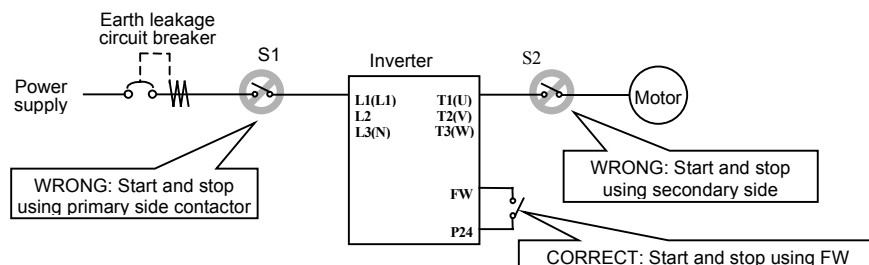 Earth leakage
circuit breaker
S1
Inverter
S2
Power
supply
L1(L1)
L2
L3(N)
T1(U)
T2(V)
T3(W)
Motor
WRONG: Start and stop
using primary side contactor
WRONG: Start and stop
using secondary side
FW
P24
CORRECT: Start and stop using FW